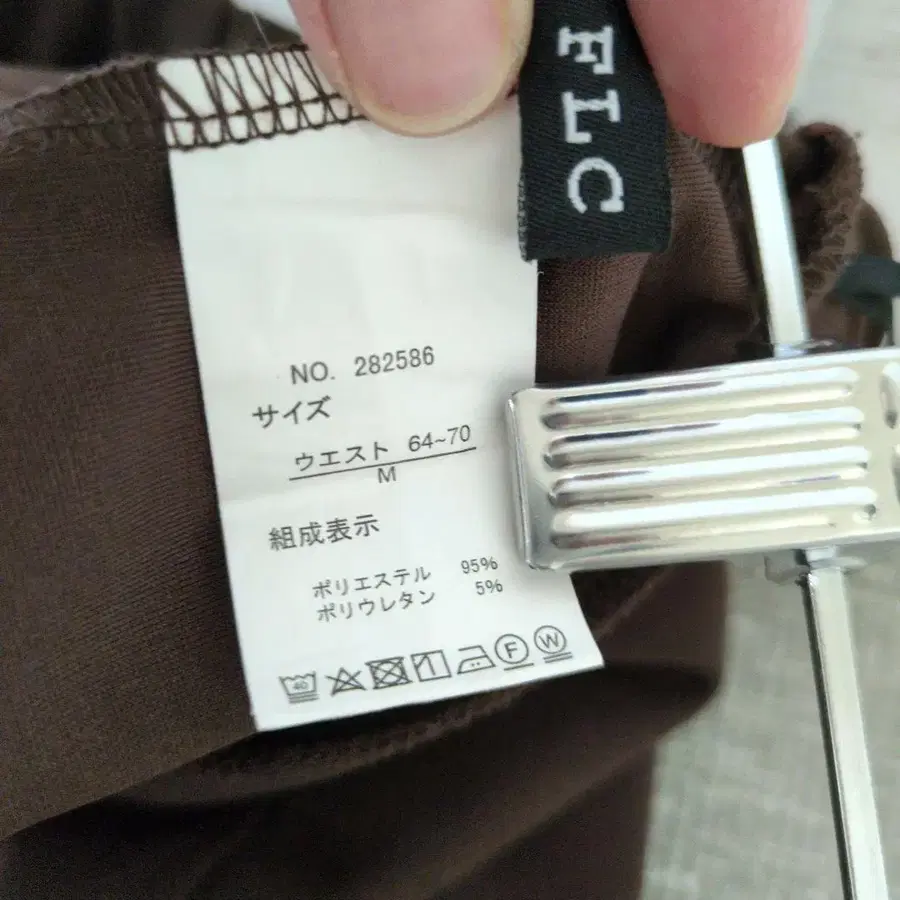 FLC
NO. 282586
サイズ
ウエスト 64~70
M
組成表示
ポリエステル 95%
ポリウレタン 5%
40 F W